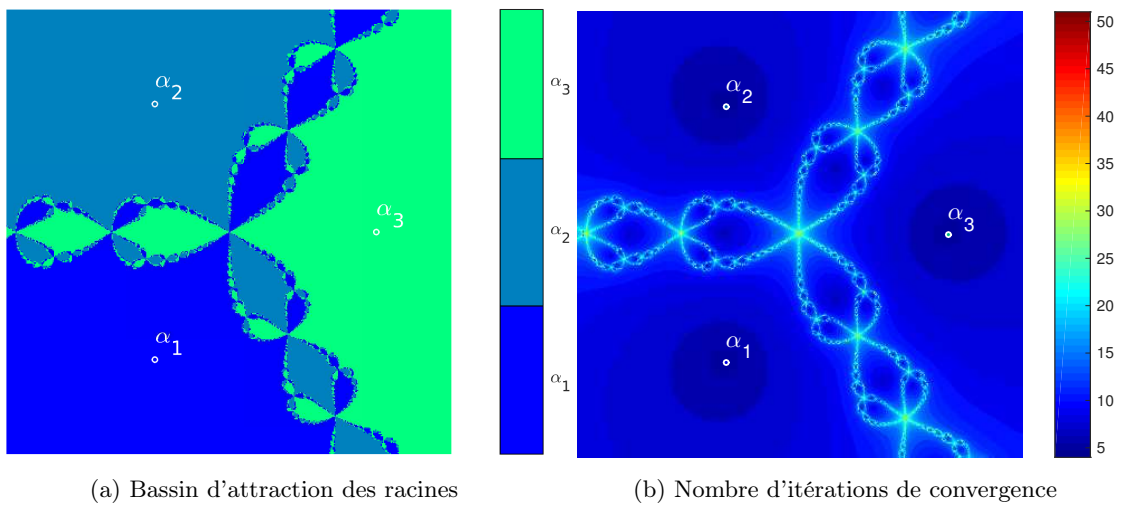 α2
α3
α1
α3
α2
α1
α2
α3
α1
50
45
40
35
30
25
20
15
10
5
(a) Bassin d'attraction des racines
(b) Nombre d'itérations de convergence